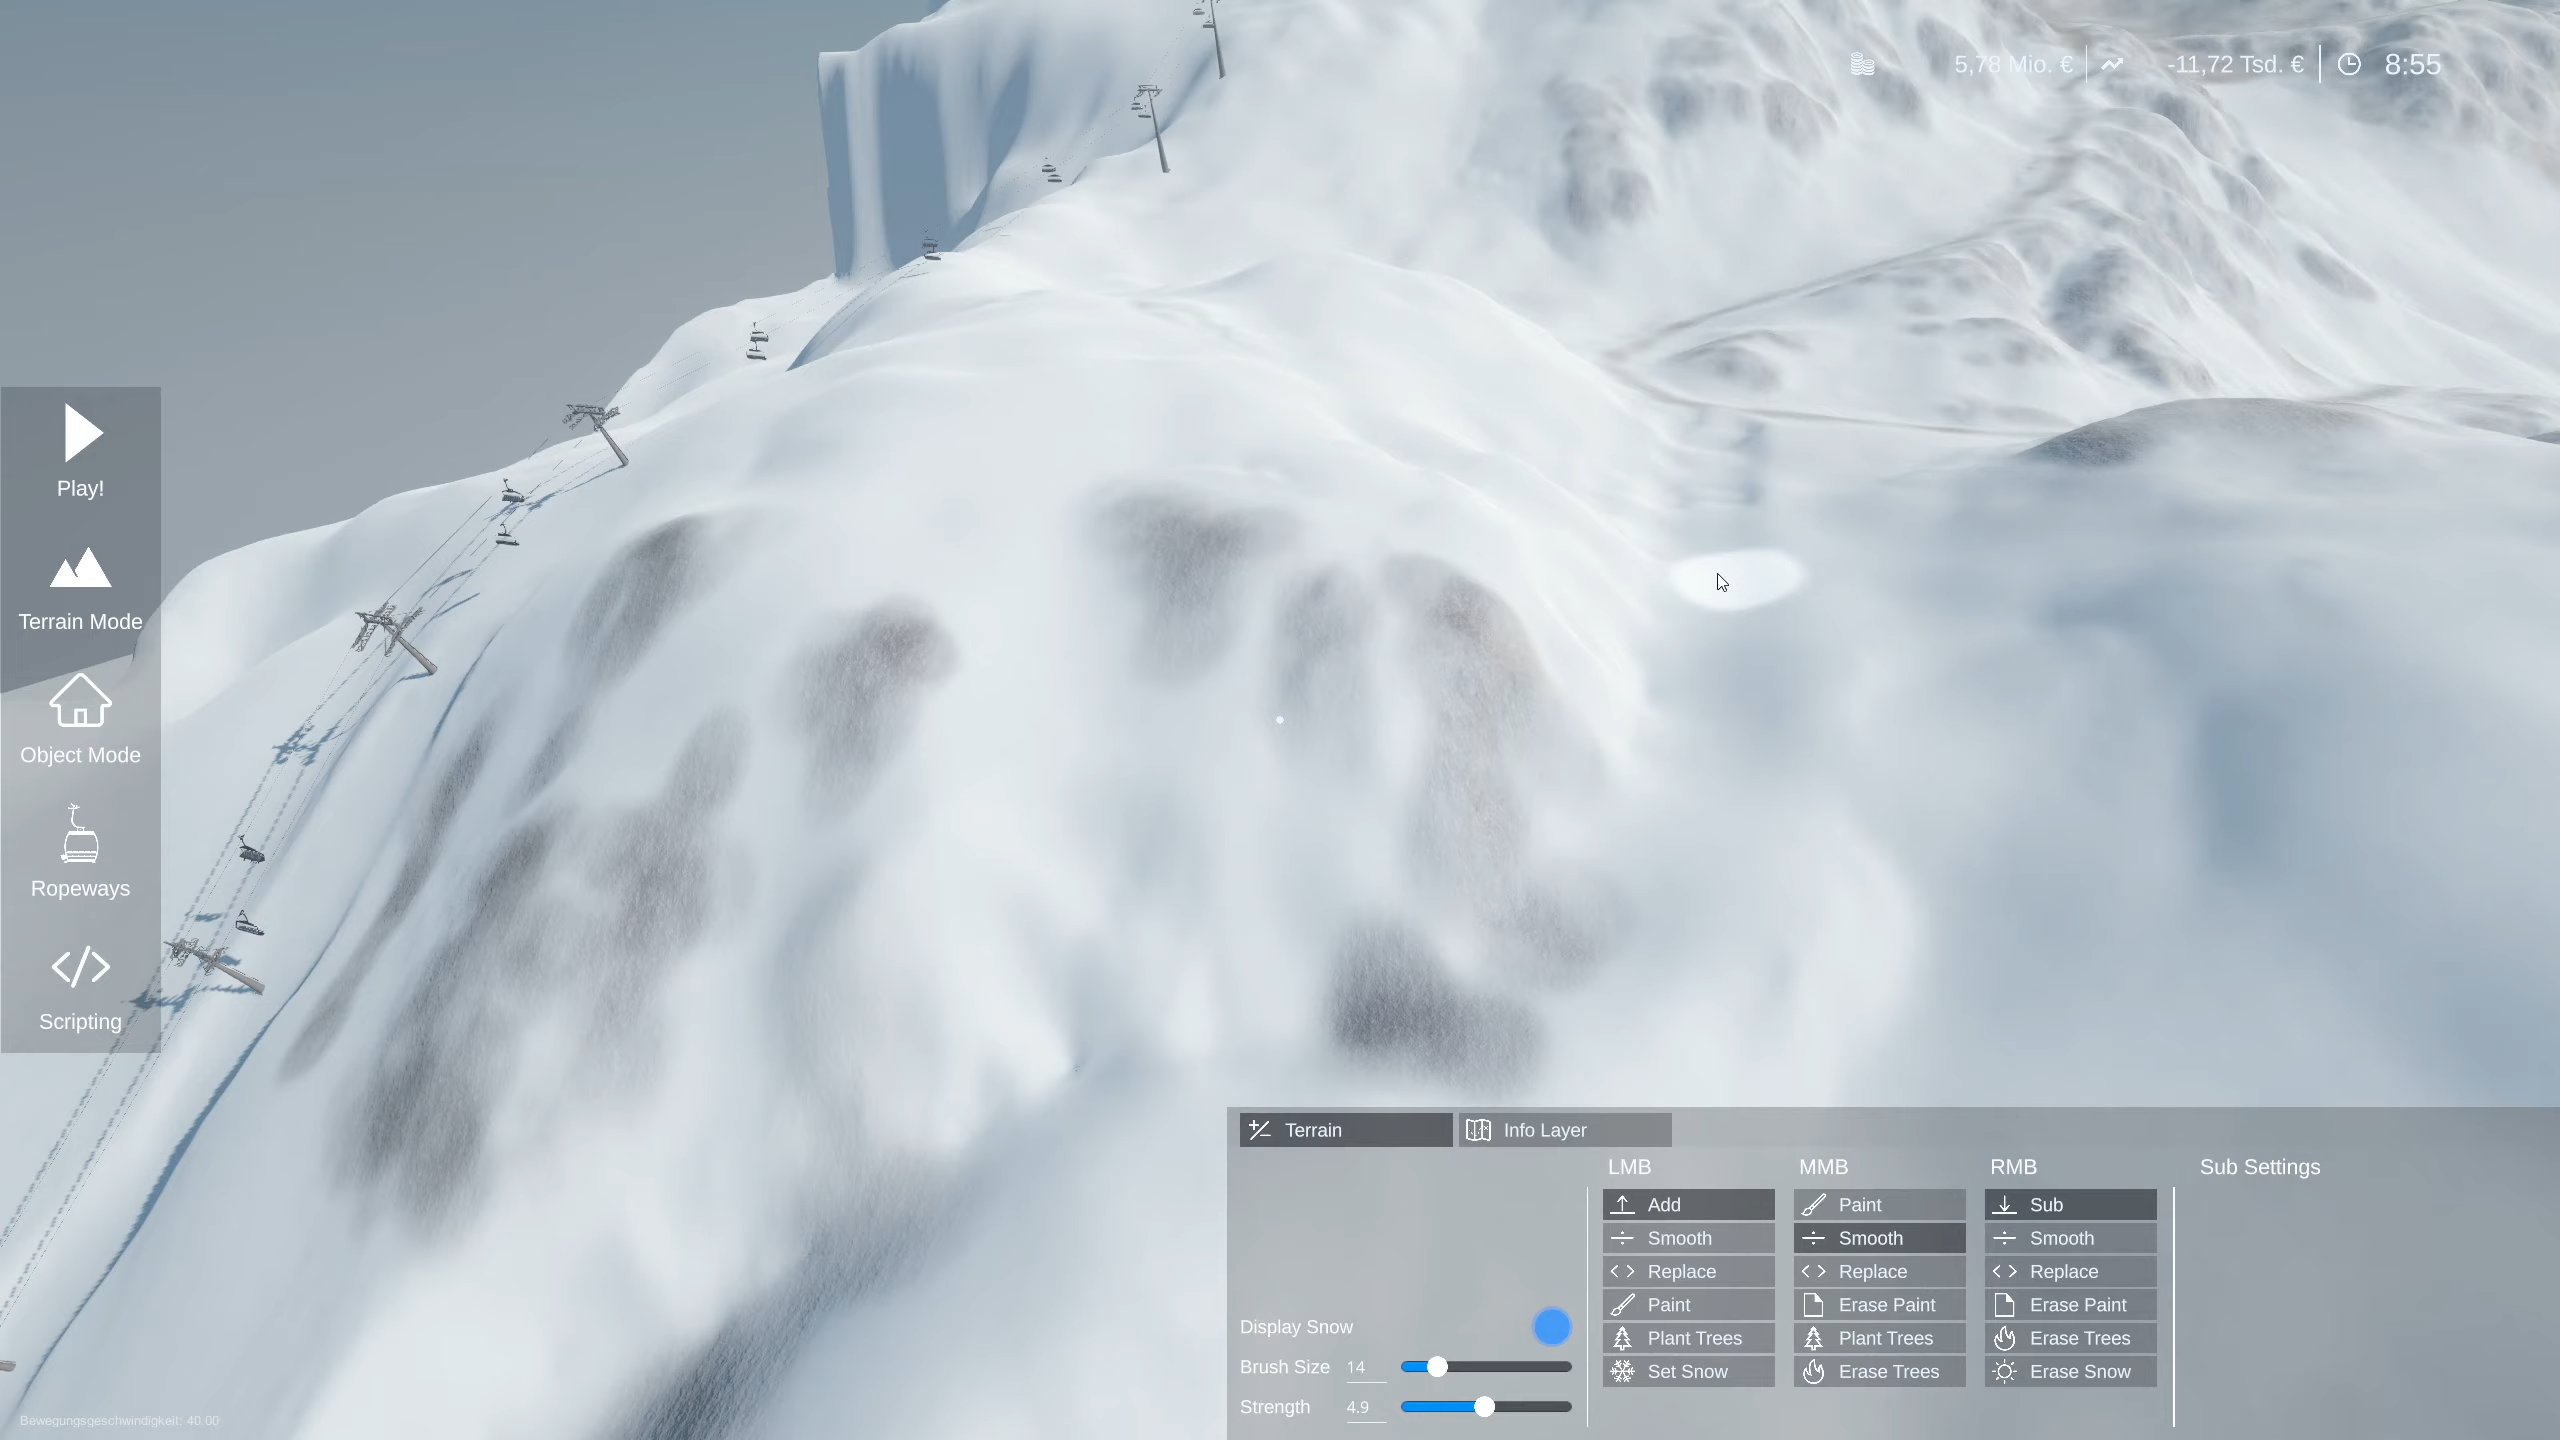 5,78 Mio. €
-11,72 Tsd. €
8:55
Play!
Terrain Mode
Object Mode
Ropeways
Scripting
Terrain
Info Layer
LMB
MMB
RMB
Sub Settings
Add
Paint
Sub
Smooth
Smooth
Smooth
Replace
Replace
Replace
Paint
Erase Paint
Erase Paint
Display Snow
Plant Trees
Plant Trees
Erase Trees
Brush Size 14
Set Snow
Erase Trees
Erase Snow
Strength 4.9
Bewegungsgeschwindigkeit: 40.00